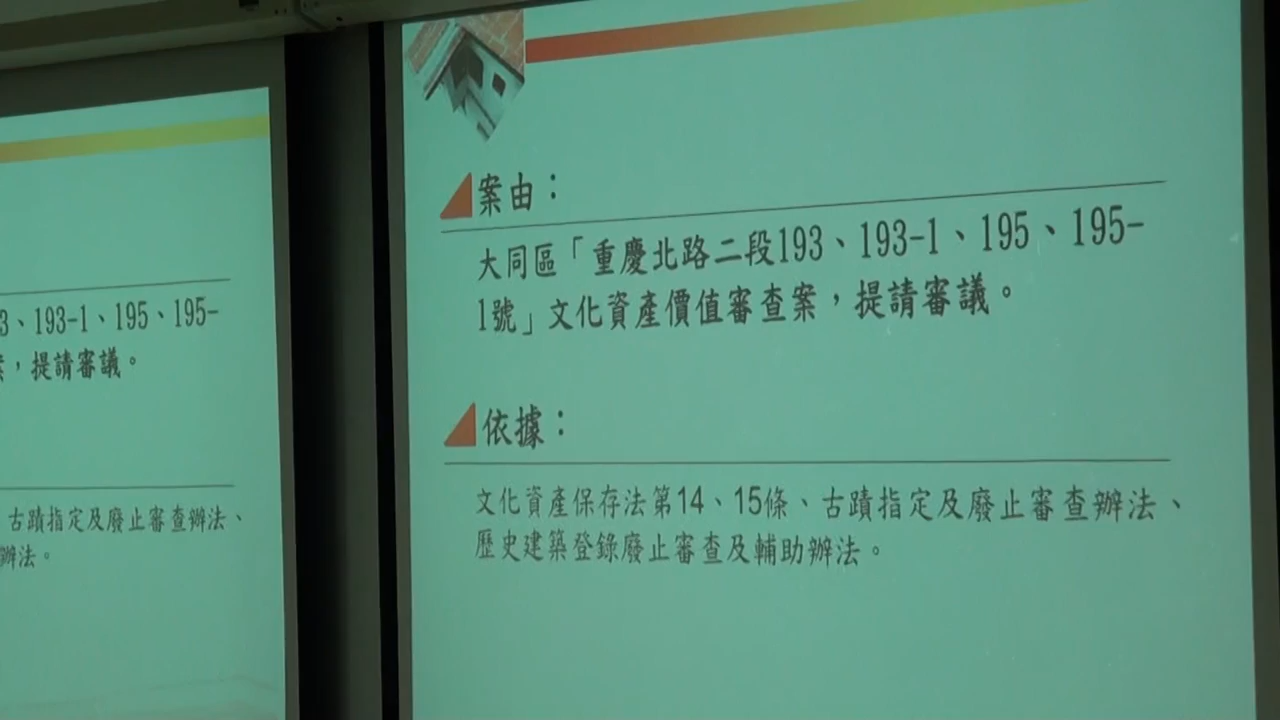 3、193-1、195、195-
，提請審議。
古蹟指定及廢止審查辦法、
辦法。
案由：
大同區「重慶北路二段193、193-1、195、195-
1號」文化資產價值審查案，提請審議。
依據：
文化資產保存法第14、15條、古蹟指定及廢止審查辦法、
歷史建築登錄廢止審查及輔助辦法。